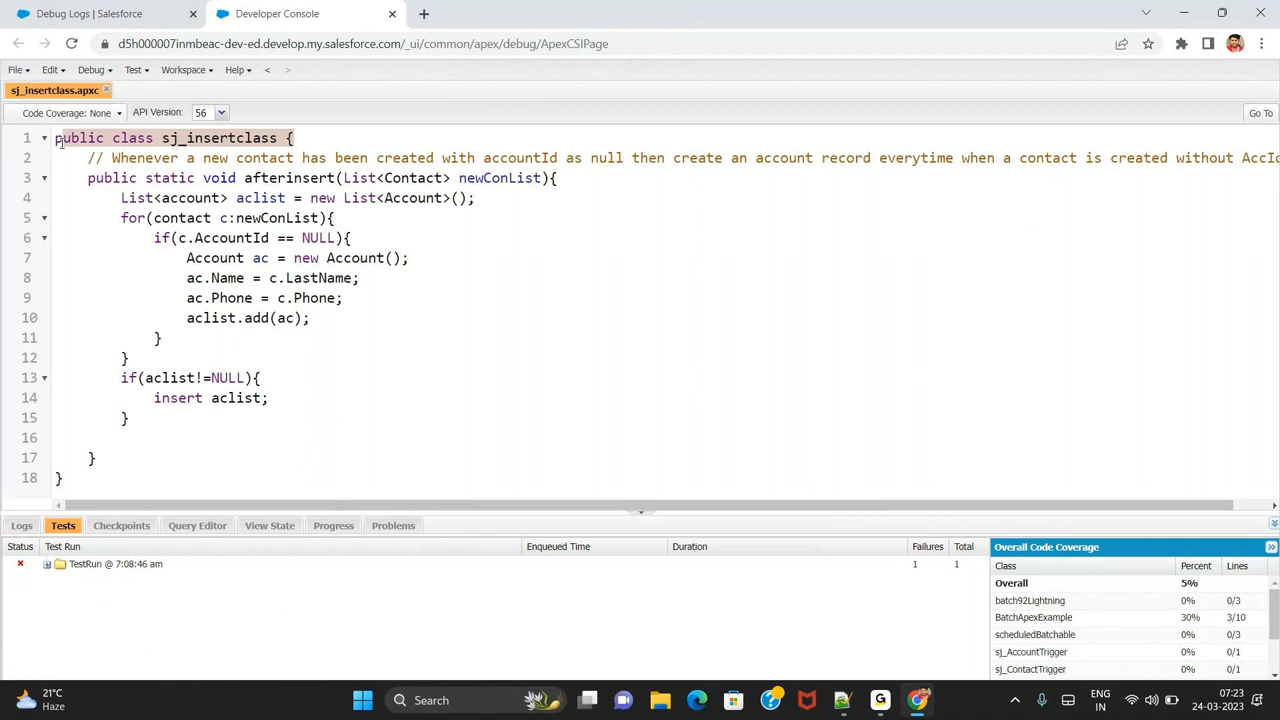 Debug Logs | Salesforce
Developer Console
d5h000007inmbeac-dev-ed.develop.my.salesforce.com/_ui/common/apex/debug/ApexCSIPage
File Edit Debug Test Workspace Help < >
sj_insertclass.apxc
Code Coverage: None API Version: 56 Go To
1 public class sj_insertclass {
2 // Whenever a new contact has been created with accountId as null then create an account record everytime when a contact is created without AccId
3 public static void afterinsert(List<Contact> newConList){
4 List<account> aclist = new List<Account>();
5 for(contact c:newConList){
6 if(c.AccountId == NULL){
7 Account ac = new Account();
8 ac.Name = c.LastName;
9 ac.Phone = c.Phone;
10 aclist.add(ac);
11 }
12 }
13 if(aclist!=NULL){
14 insert aclist;
15 }
16
17 }
18 }
Logs Tests Checkpoints Query Editor View State Progress Problems
Status Test Run Enqueued Time Duration Failures Total
TestRun @ 7:08:46 am 1 1
Overall Code Coverage
Class Percent Lines
Overall 5%
batch92Lightning 0% 0/3
BatchApexExample 30% 3/10
scheduledBatchable 0% 0/3
sj_AccountTrigger 0% 0/1
sj_ContactTrigger 0% 0/1
21°C
Haze
Search
ENG
IN
07:23
24-03-2023